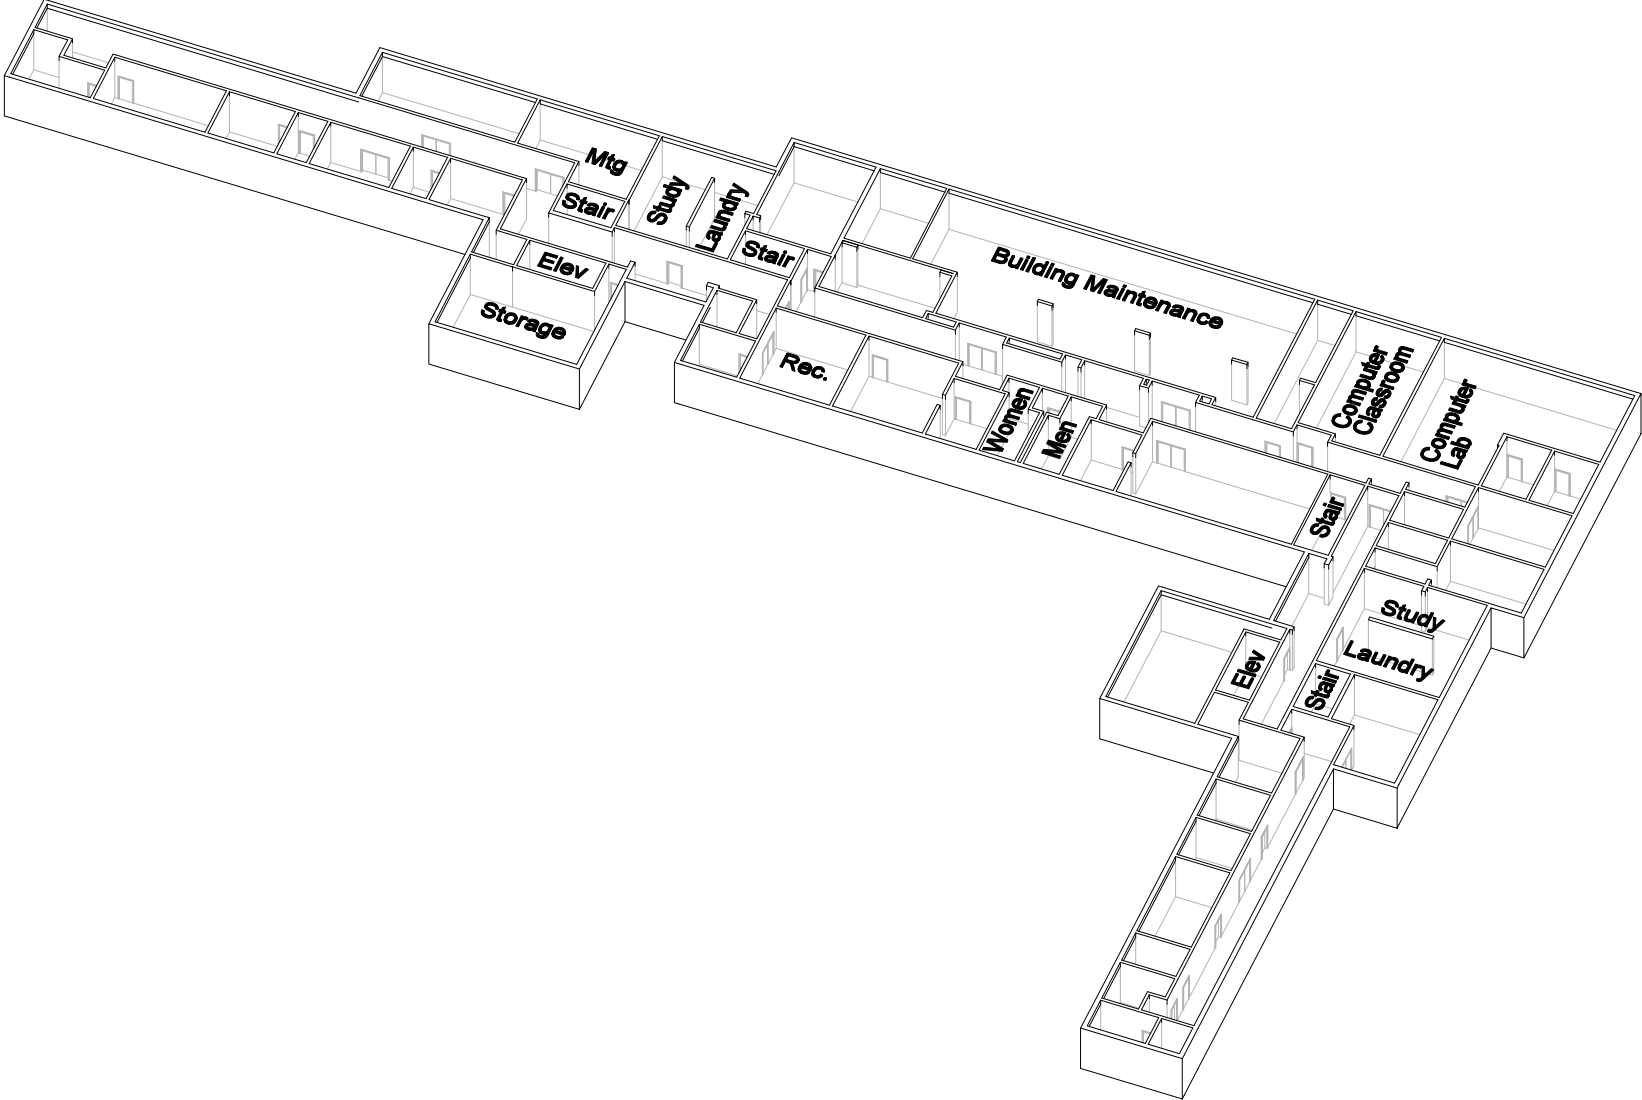 Mtg
Stair
Study
Laundry
Stair
Elev
Storage
Building Maintenance
Rec.
Women
Men
Computer
Classroom
Computer
Lab
Stair
Study
Laundry
Elev
Stair